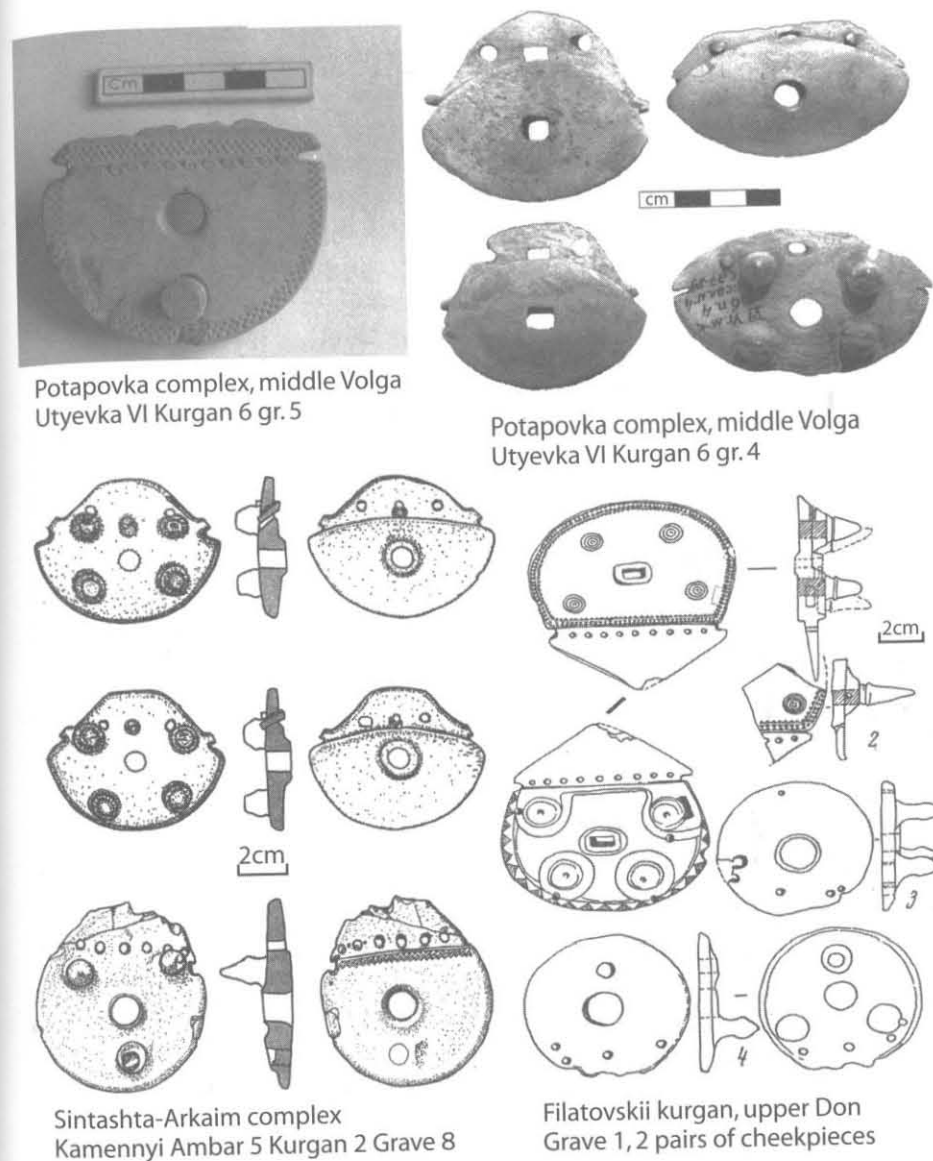 cm
Potapovka complex, middle Volga
Utyevka VI Kurgan 6 gr. 5
cm
Potapovka complex, middle Volga
Utyevka VI Kurgan 6 gr. 4
2cm
2cm
2
3
4
Sintashta-Arkaim complex
Kamennyi Ambar 5 Kurgan 2 Grave 8
Filatovskii kurgan, upper Don
Grave 1, 2 pairs of cheekpieces